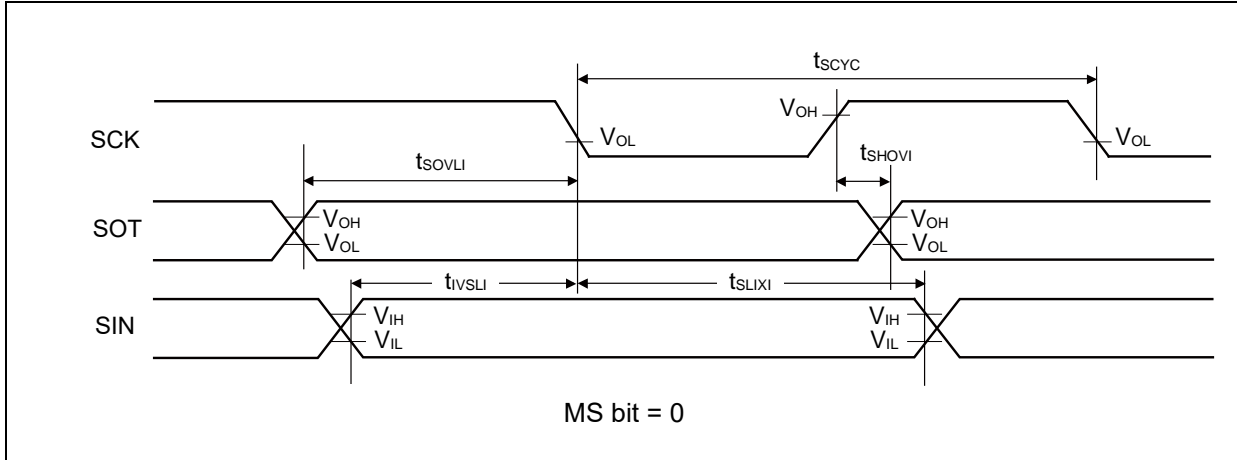 tSCYC
VOH
SCK
VOL
VOL
tSHOVI
tSOVLI
SOT
VOH
VOL
VOH
VOL
tIVSLI
tSLIXI
SIN
VIH
VIL
VIH
VIL
MS bit = 0